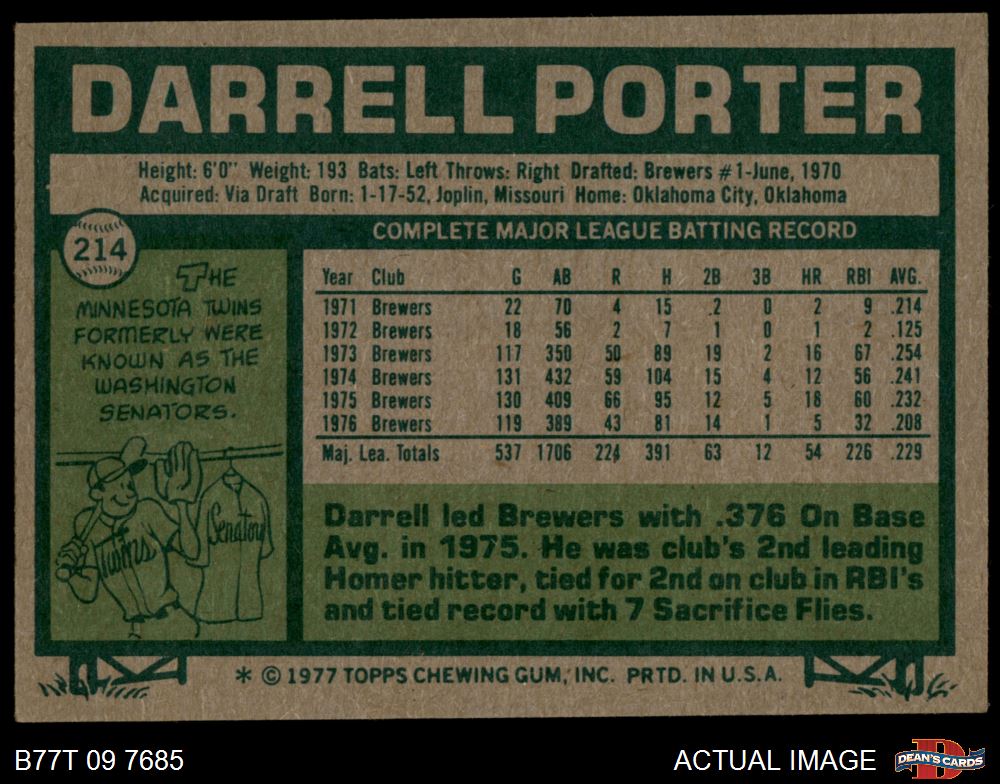 DARRELL PORTER
Height: 6'0" Weight: 193 Bats: Left Throws: Right Drafted: Brewers #1-June, 1970
Acquired: Via Draft Born: 1-17-52, Joplin, Missouri Home: Oklahoma City, Oklahoma
214
THE
MINNESOTA TWINS
FORMERLY WERE
KNOWN AS THE
WASHINGTON
SENATORS.
Twins
Senators
COMPLETE MAJOR LEAGUE BATTING RECORD
Year Club G AB R H 2B 3B HR RBI AVG.
1971 Brewers 22 70 4 15 .2 0 2 9 .214
1972 Brewers 18 56 2 7 1 0 1 2 .125
1973 Brewers 117 350 50 89 19 2 16 67 .254
1974 Brewers 131 432 59 104 15 4 12 56 .241
1975 Brewers 130 409 66 95 12 5 18 60 .232
1976 Brewers 119 389 43 81 14 1 5 32 .208
Maj. Lea. Totals 537 1706 224 391 63 12 54 226 .229
Darrell led Brewers with .376 On Base
Avg. in 1975. He was club's 2nd leading
Homer hitter, tied for 2nd on club in RBI's
and tied record with 7 Sacrifice Flies.
* © 1977 TOPPS CHEWING GUM, INC. PRTD. IN U.S.A.
B77T 09 7685
ACTUAL IMAGE
D
DEAN'S CARDS